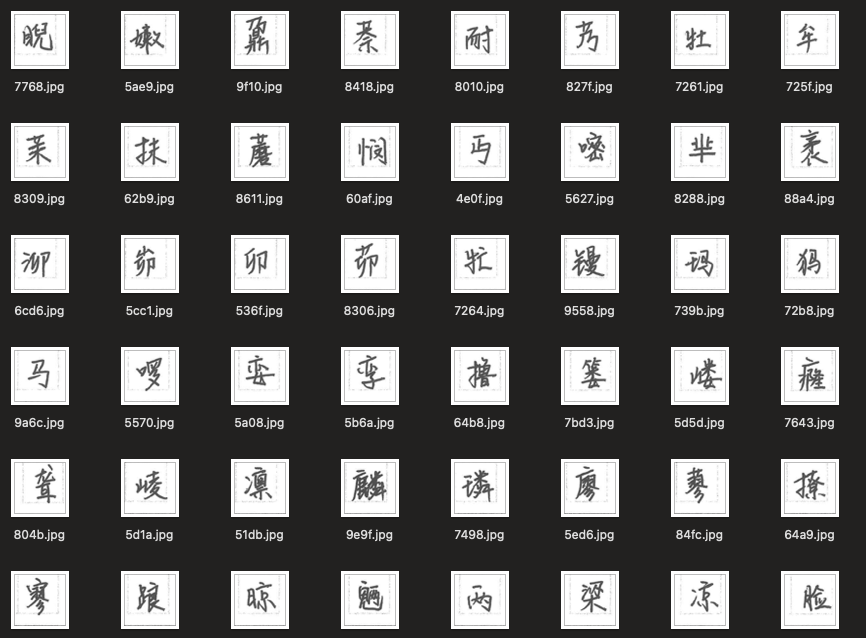 睨 嫩 鼐 萘 耐 艿 牡 牟
7768.jpg 5ae9.jpg 9f10.jpg 8418.jpg 8010.jpg 827f.jpg 7261.jpg 725f.jpg
茉 抹 蘑 悯 丏 嘧 芈 袤
8309.jpg 62b9.jpg 8611.jpg 60af.jpg 4e0f.jpg 5627.jpg 8288.jpg 88a4.jpg
泖 峁 卯 茆 牤 镘 玛 犸
6cd6.jpg 5cc1.jpg 536f.jpg 8306.jpg 7264.jpg 9558.jpg 739b.jpg 72b8.jpg
马 啰 娈 孪 撸 篓 嵝 癃
9a6c.jpg 5570.jpg 5a08.jpg 5b6a.jpg 64b8.jpg 7bd3.jpg 5d5d.jpg 7643.jpg
聋 崚 凛 麟 璘 廖 蓼 撩
804b.jpg 5d1a.jpg 51db.jpg 9e9f.jpg 7498.jpg 5ed6.jpg 84fc.jpg 64a9.jpg
寥 踉 晾 魉 两 梁 凉 脸